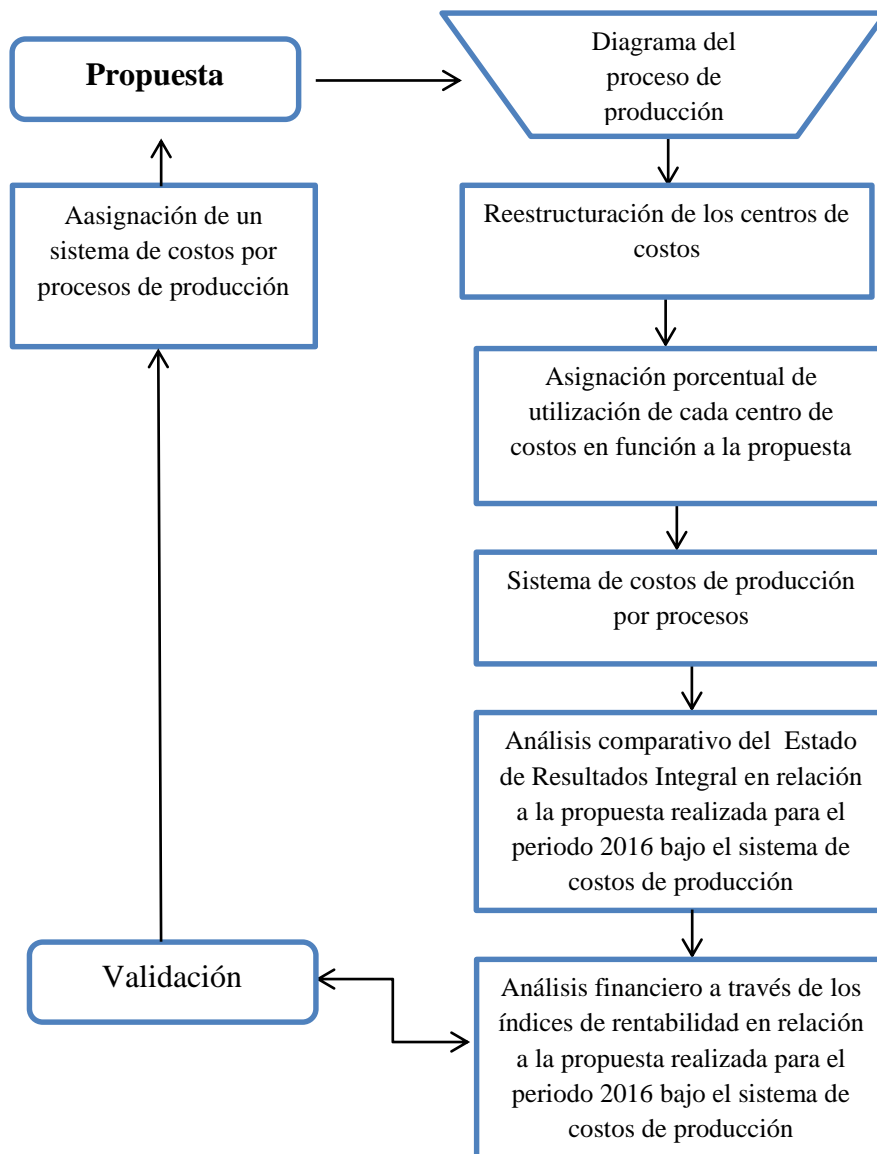 Propuesta
Diagrama del
proceso de
producción
Aasignación de un
sistema de costos por
procesos de producción
Reestructuración de los centros de
costos
Asignación porcentual de
utilización de cada centro de
costos en función a la propuesta
Sistema de costos de producción
por procesos
Análisis comparativo del Estado
de Resultados Integral en relación
a la propuesta realizada para el
periodo 2016 bajo el sistema de
costos de producción
Validación
Análisis financiero a través de los
índices de rentabilidad en relación
a la propuesta realizada para el
periodo 2016 bajo el sistema de
costos de producción